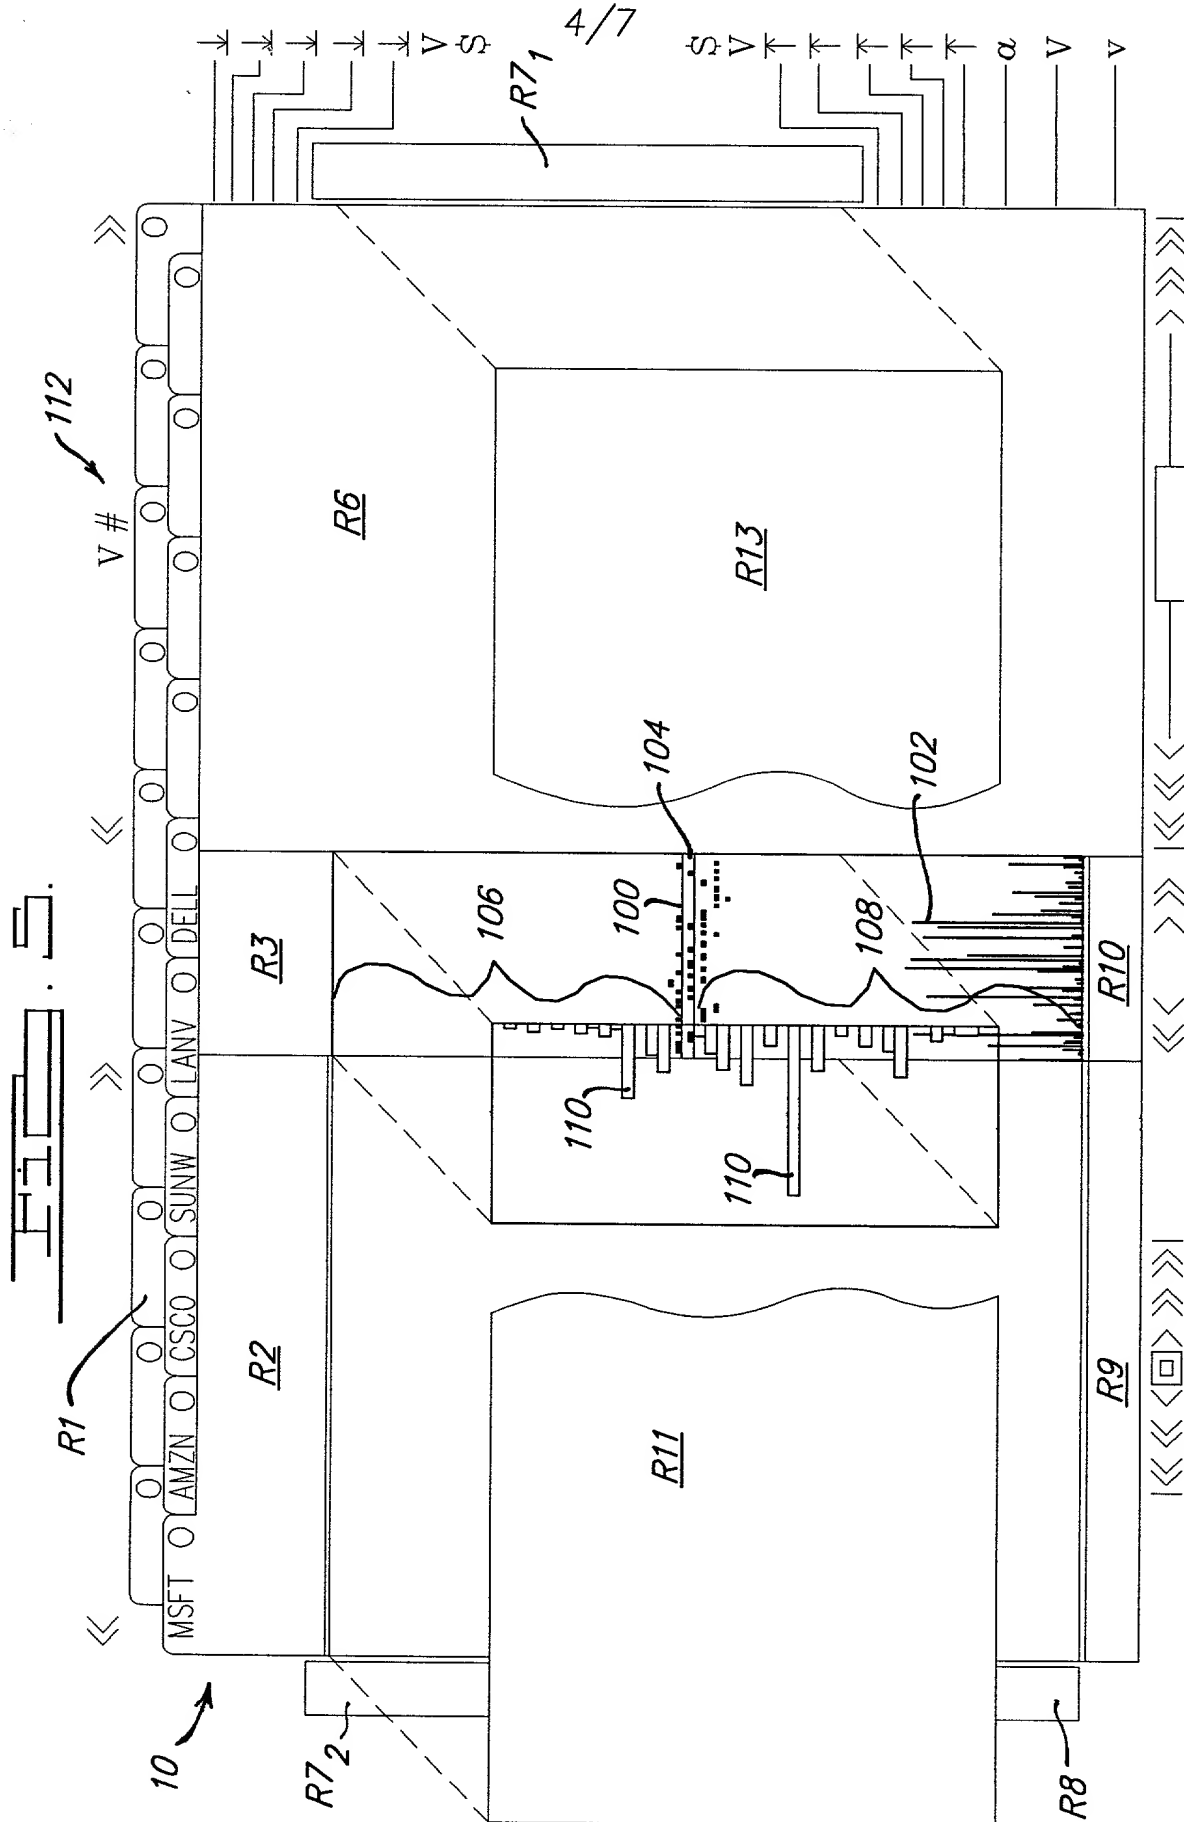 4/7
FIG. 5.
112
V #
R1
MSFT AMZN CSCO SUNW LANV DELL
10
R2
R3
R6
R7₁
R7₂
V $
$ V
α
V
v
106
100
104
108
102
110
110
R11
R13
R8
R9
R10